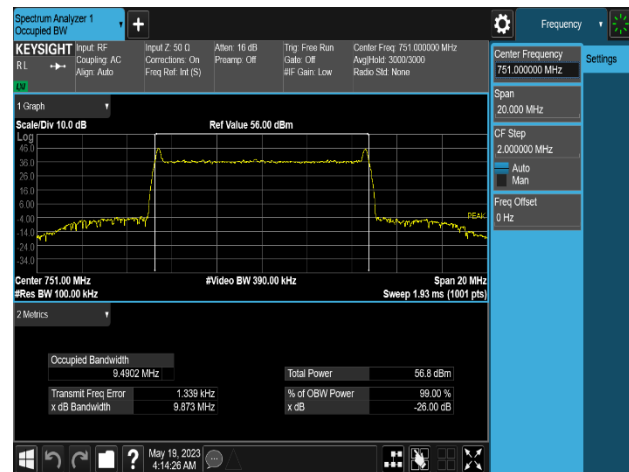 Spectrum Analyzer 1
Occupied BW
Frequency
KEYSIGHT
R L
Input: RF
Coupling: AC
Align: Auto
Input Z: 50 Ω
Corrections: On
Freq Ref: Int (S)
Atten: 16 dB
Preamp: Off
Trig: Free Run
Gate: Off
#IF Gain: Low
Center Freq: 751.000000 MHz
Avg|Hold: 3000/3000
Radio Std: None
1 Graph
Scale/Div 10.0 dB
Ref Value 56.00 dBm
Log
46.0
36.0
26.0
16.0
6.00
-4.00
-14.0
-24.0
-34.0
PEAK
Center 751.00 MHz
#Video BW 390.00 kHz
Span 20 MHz
#Res BW 100.00 kHz
Sweep 1.93 ms (1001 pts)
2 Metrics
Occupied Bandwidth
9.4902 MHz
Total Power
56.8 dBm
Transmit Freq Error
1.339 kHz
% of OBW Power
99.00 %
x dB Bandwidth
9.873 MHz
x dB
-26.00 dB
May 19, 2023
4:14:26 AM
Center Frequency
751.000000 MHz
Settings
Span
20.000 MHz
CF Step
2.000000 MHz
Auto
Man
Freq Offset
0 Hz